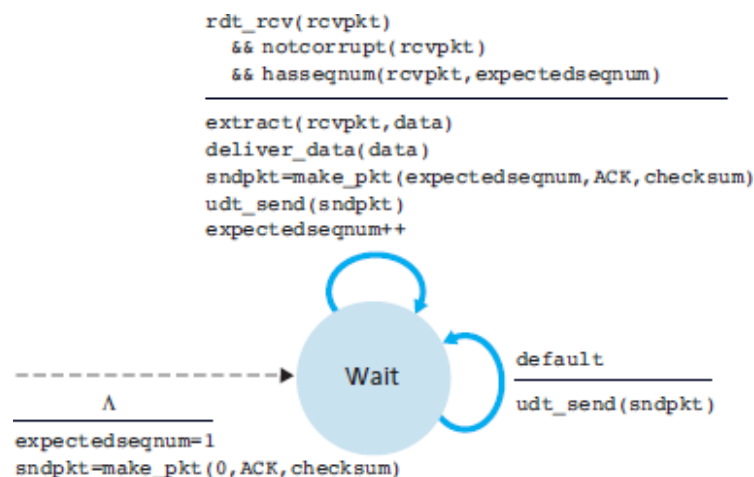 rdt_rcv(rcvpkt)
&& notcorrupt(rcvpkt)
&& hasseqnum(rcvpkt,expectedseqnum)
extract(rcvpkt,data)
deliver_data(data)
sndpkt=make_pkt(expectedseqnum,ACK,checksum)
udt_send(sndpkt)
expectedseqnum++
Wait
default
udt_send(sndpkt)
Λ
expectedseqnum=1
sndpkt=make_pkt(0,ACK,checksum)